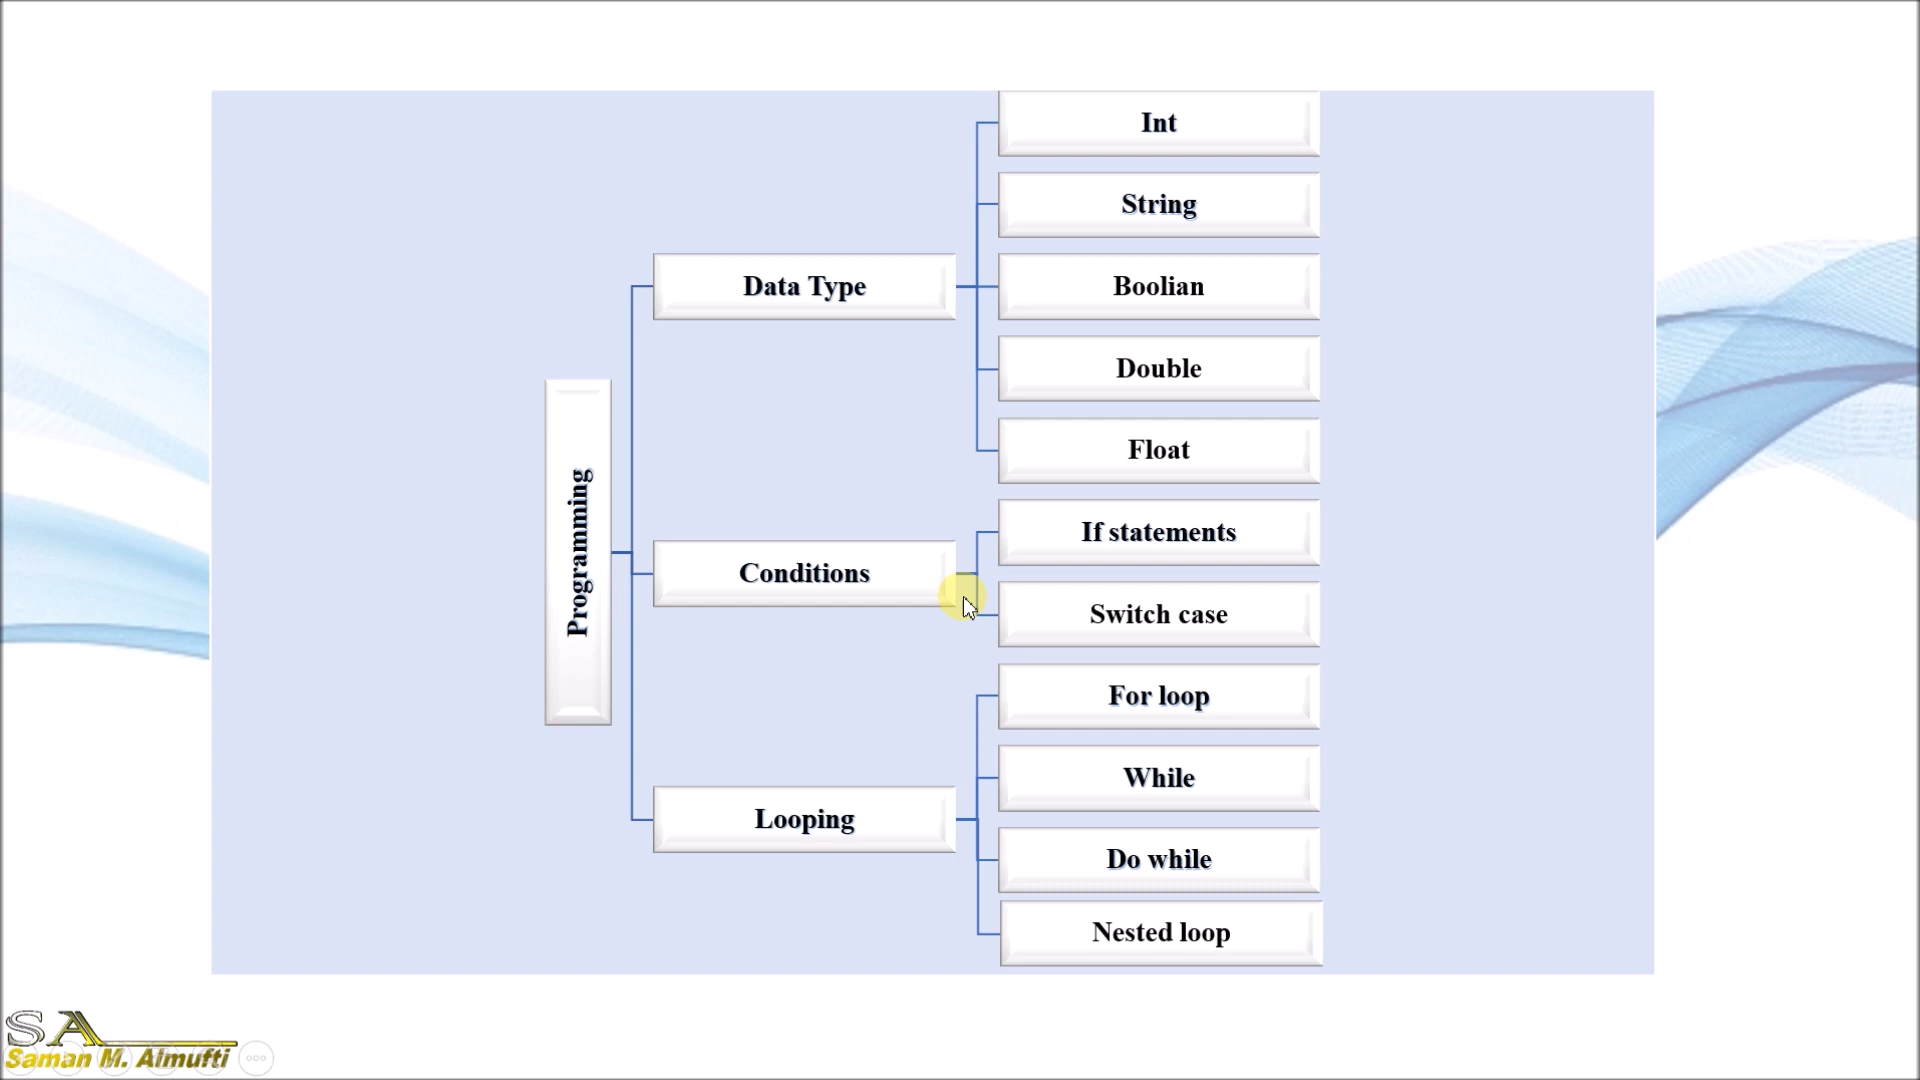 Programming
Data Type
Int
String
Boolian
Double
Float
Conditions
If statements
Switch case
Looping
For loop
While
Do while
Nested loop
SA
Saman M. Almufti